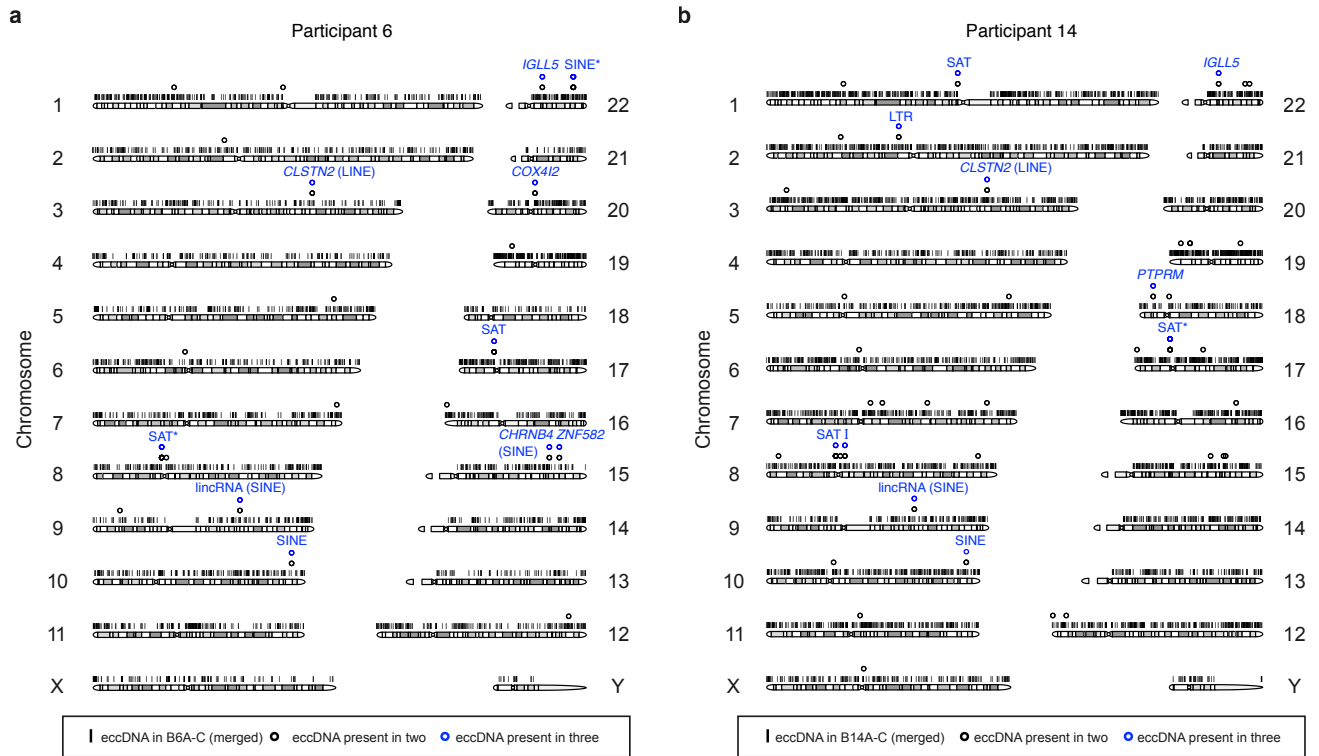 a
Participant 6
IGLL5 SINE*
1
22
2
21
CLSTN2 (LINE)
COX4I2
3
20
4
19
5
18
SAT
6
17
7
16
SAT*
CHRNB4 ZNF582
(SINE)
8
15
lincRNA (SINE)
9
14
SINE
10
13
11
12
X
Y
Chromosome
eccDNA in B6A-C (merged) eccDNA present in two eccDNA present in three
b
Participant 14
SAT
IGLL5
1
22
LTR
2
21
CLSTN2 (LINE)
3
20
4
19
PTPRM
5
18
SAT*
6
17
7
16
SAT I
8
15
lincRNA (SINE)
9
14
SINE
10
13
11
12
X
Y
Chromosome
eccDNA in B14A-C (merged) eccDNA present in two eccDNA present in three